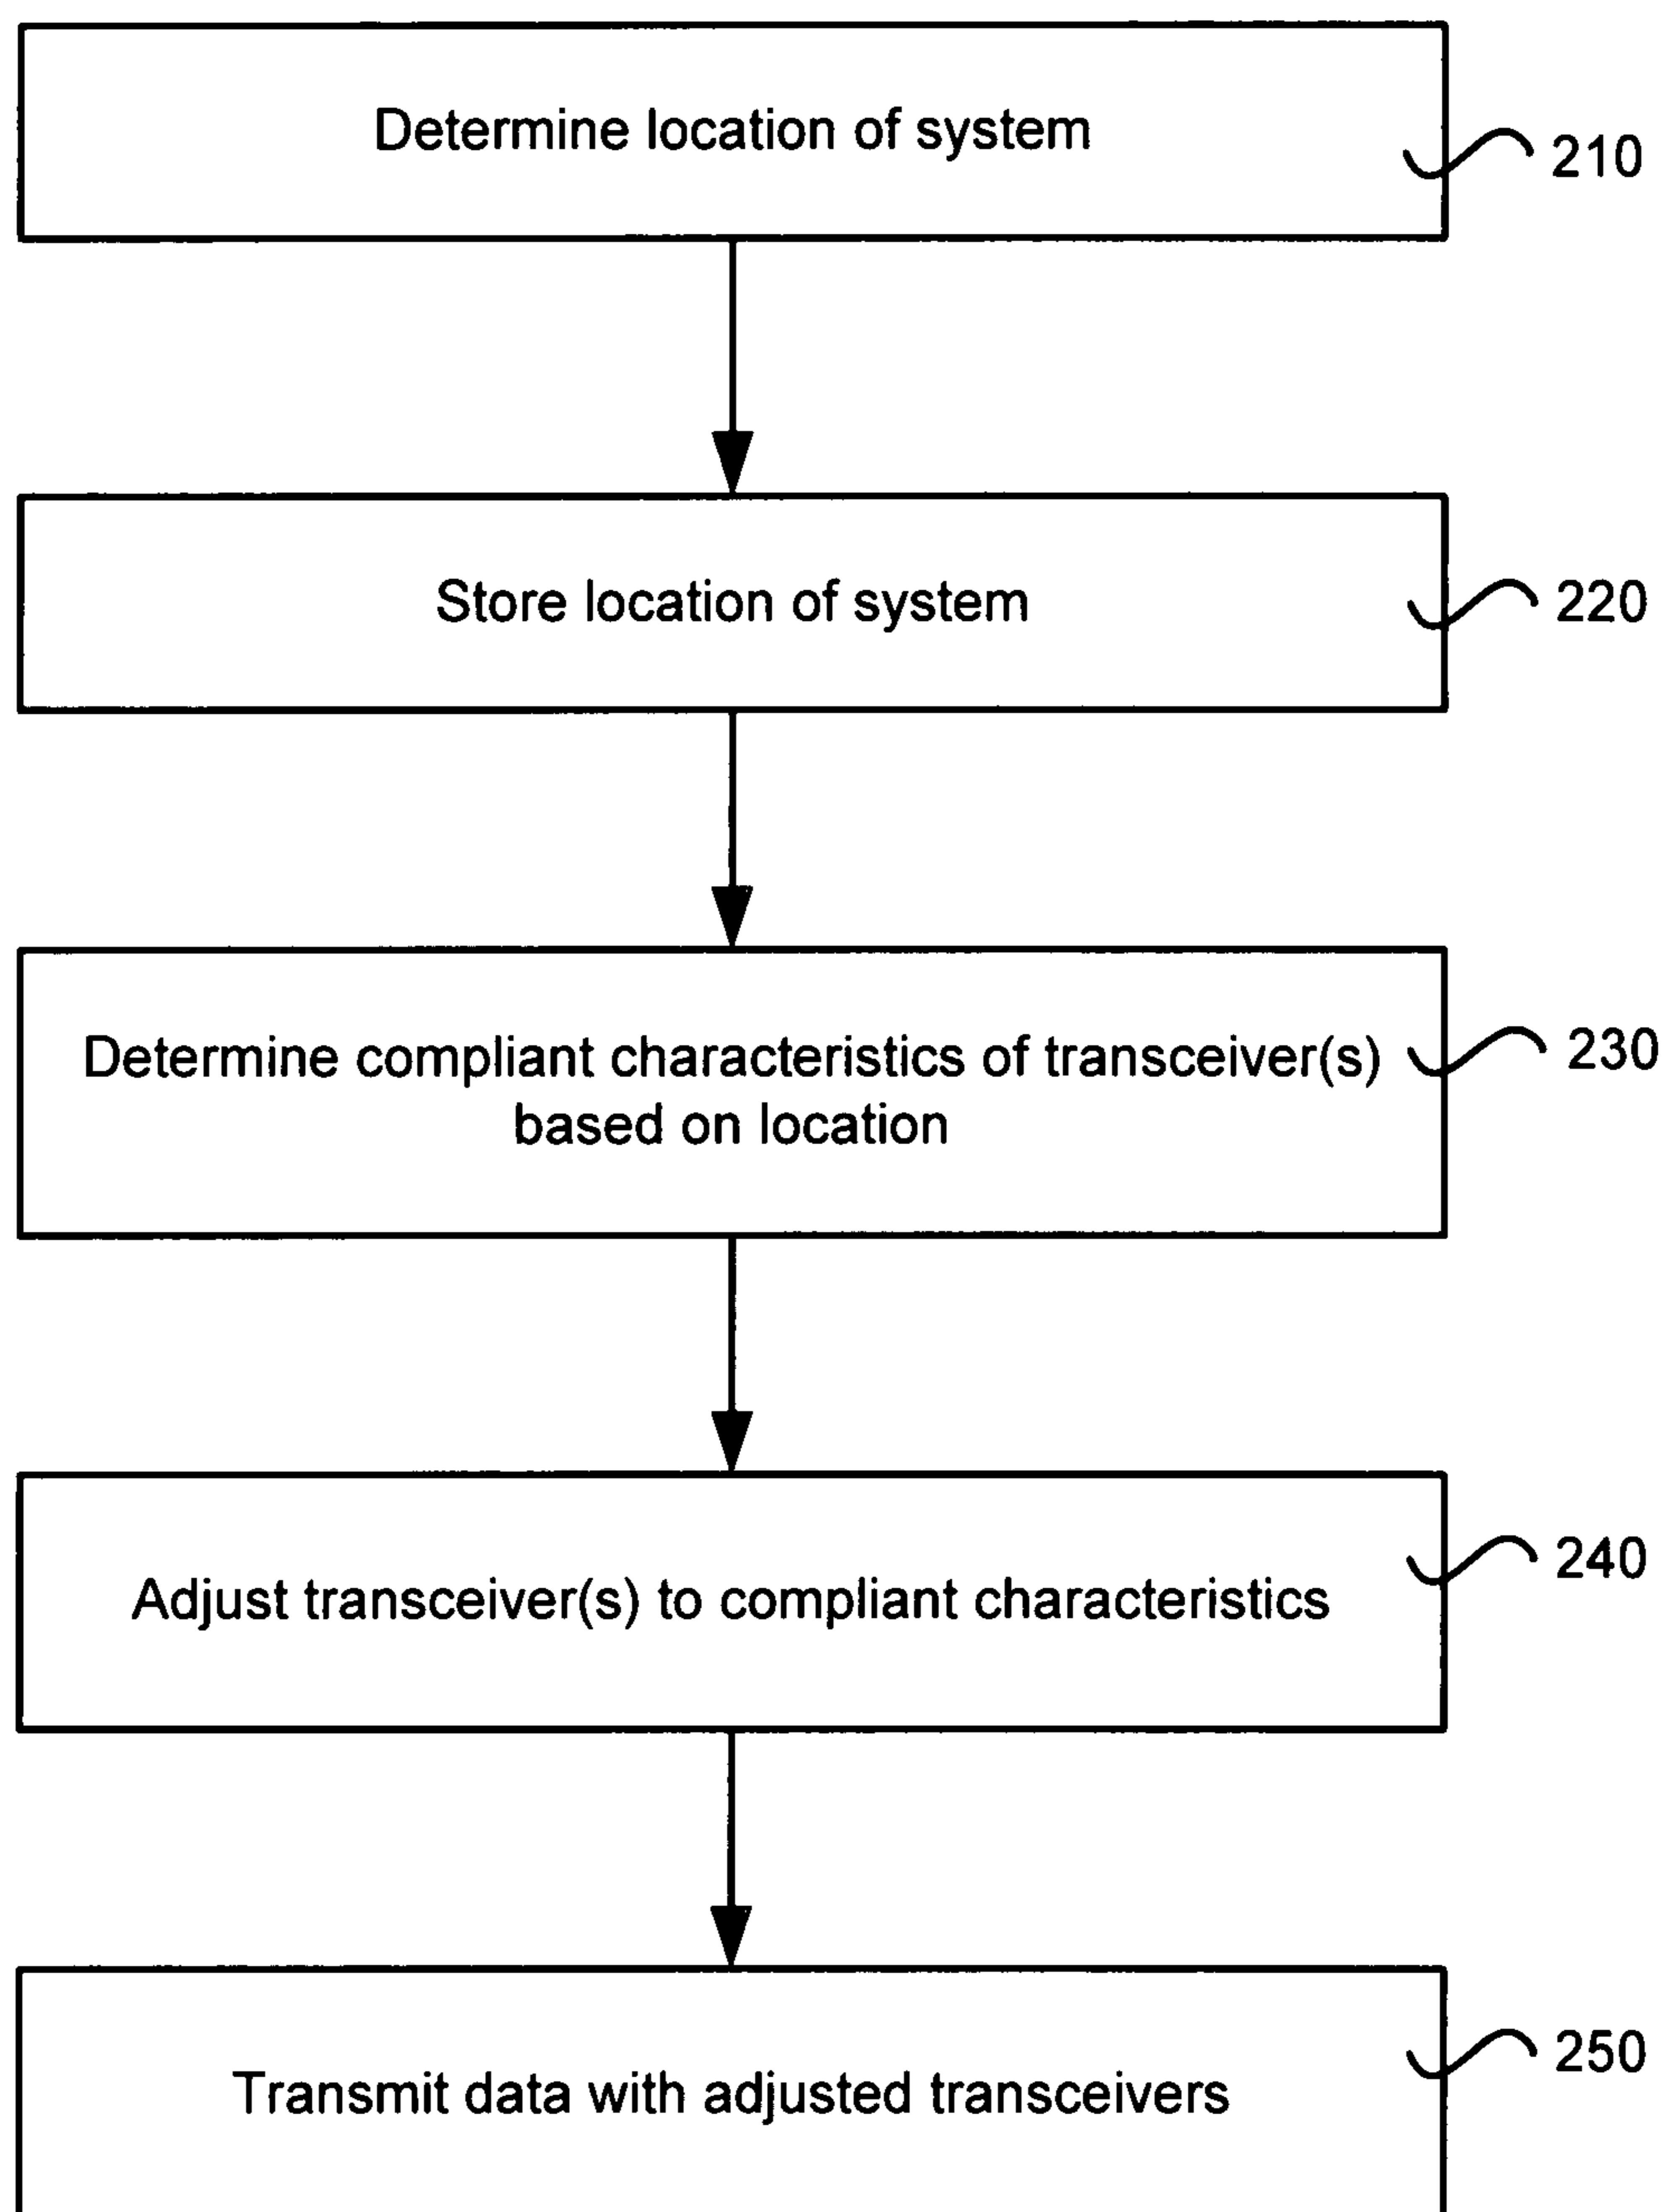 Determine location of system
210
Store location of system
220
Determine compliant characteristics of transceiver(s)
based on location
230
Adjust transceiver(s) to compliant characteristics
240
Transmit data with adjusted transceivers
250